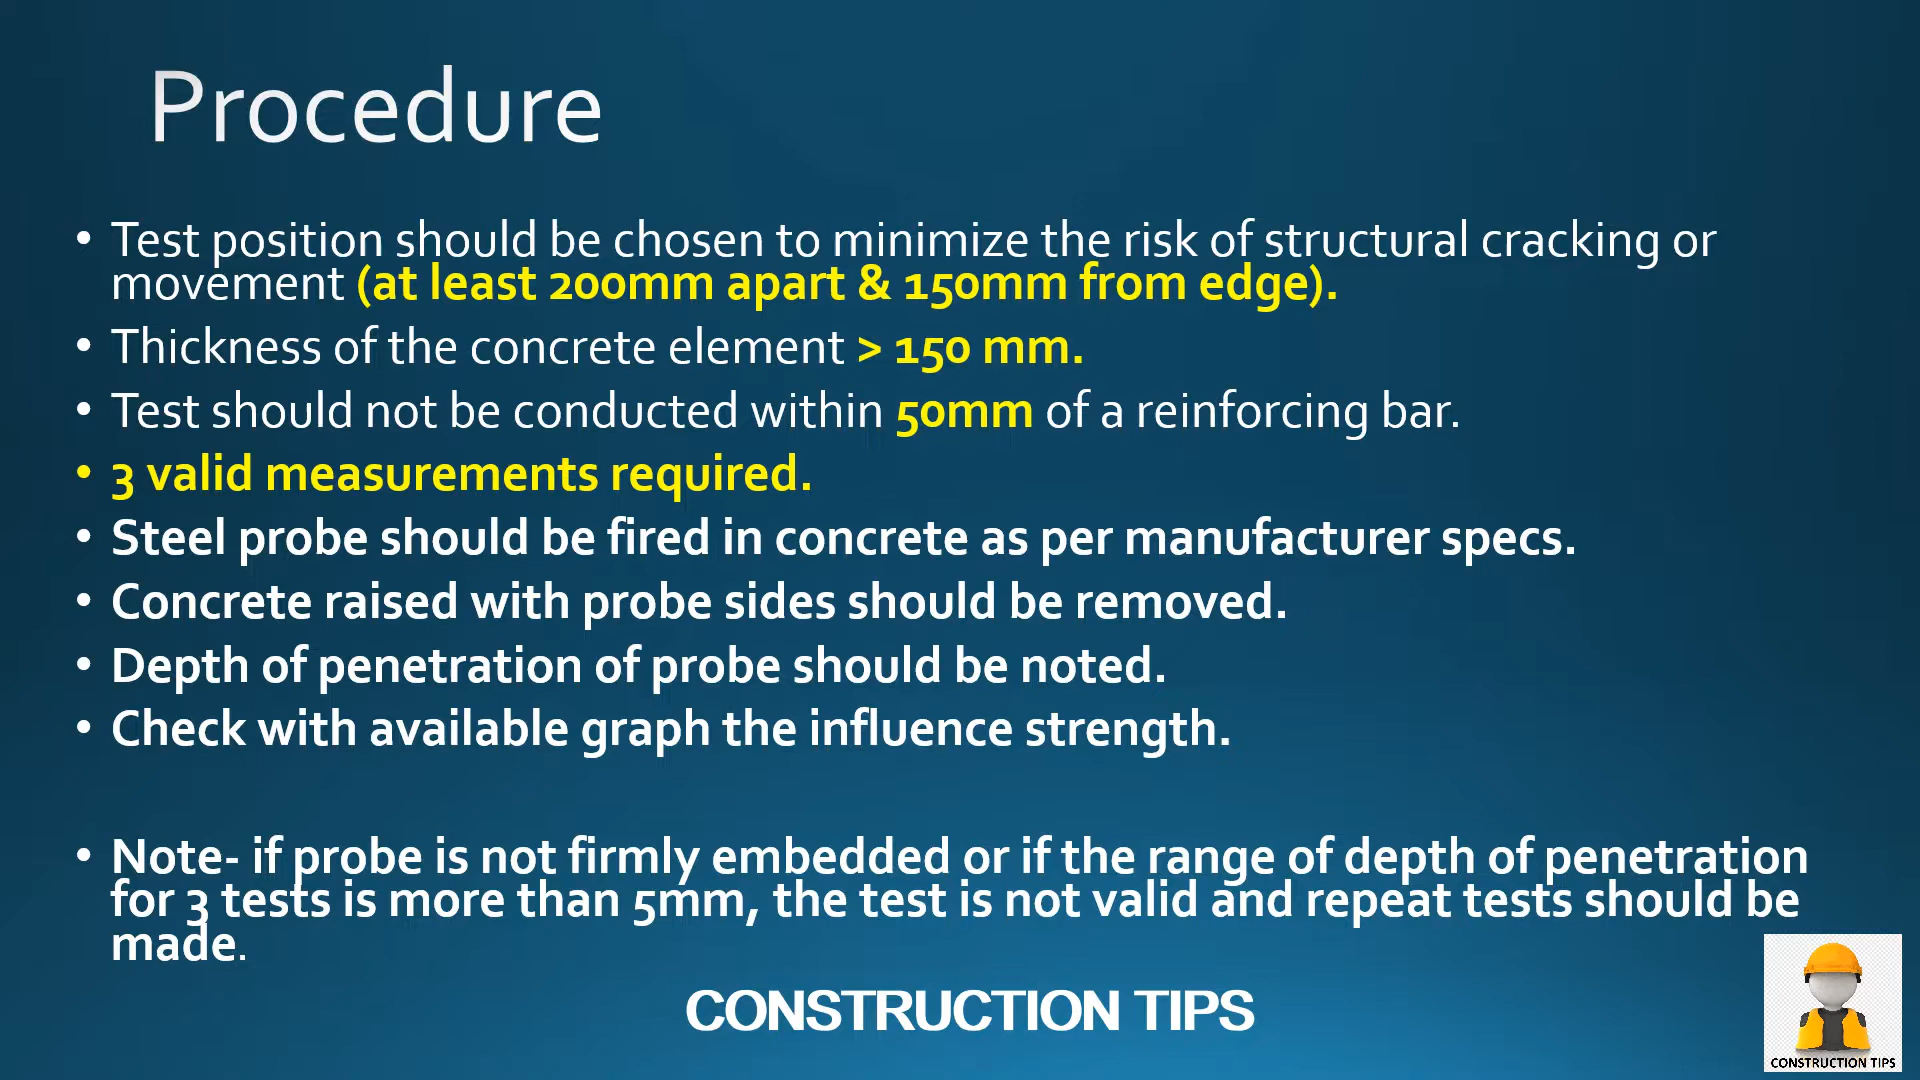 Procedure
• Test position should be chosen to minimize the risk of structural cracking or
movement (at least 200mm apart & 150mm from edge).
• Thickness of the concrete element > 150 mm.
• Test should not be conducted within 50mm of a reinforcing bar.
• 3 valid measurements required.
• Steel probe should be fired in concrete as per manufacturer specs.
• Concrete raised with probe sides should be removed.
• Depth of penetration of probe should be noted.
• Check with available graph the influence strength.
• Note- if probe is not firmly embedded or if the range of depth of penetration
for 3 tests is more than 5mm, the test is not valid and repeat tests should be
made.
CONSTRUCTION TIPS
CONSTRUCTION TIPS